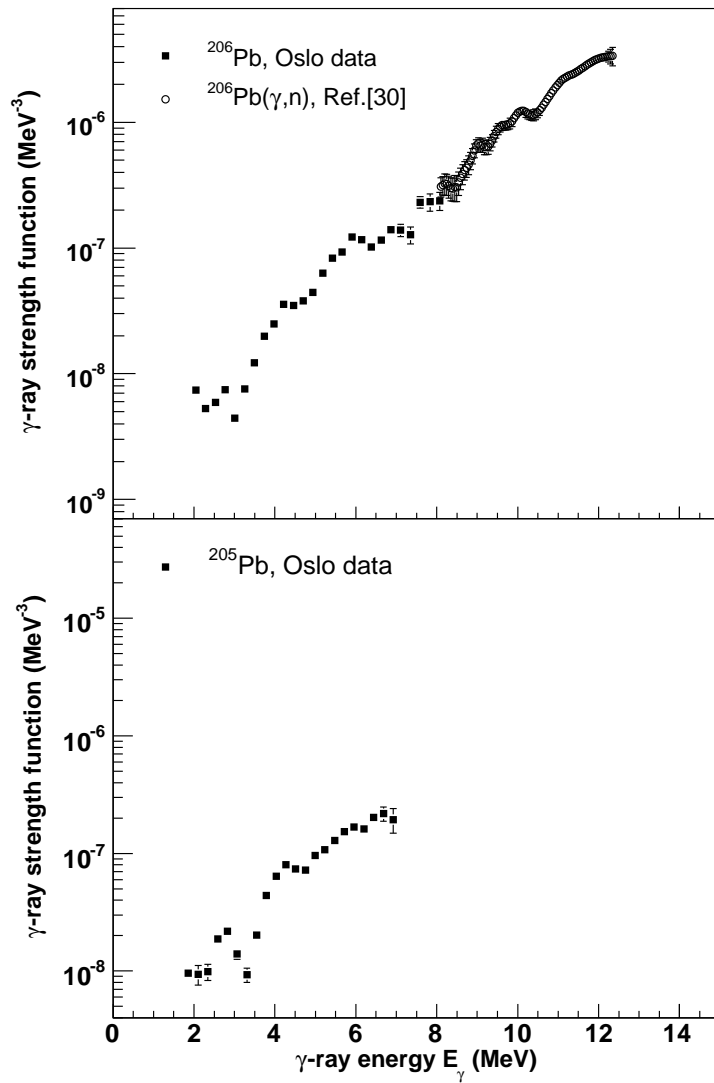 γ-ray strength function (MeV⁻³)
10⁻⁶
10⁻⁷
10⁻⁸
10⁻⁹
²⁰⁶Pb, Oslo data
²⁰⁶Pb(γ,n), Ref.[30]
γ-ray strength function (MeV⁻³)
10⁻⁵
10⁻⁶
10⁻⁷
10⁻⁸
²⁰⁵Pb, Oslo data
0 2 4 6 8 10 12 14
γ-ray energy E_γ (MeV)